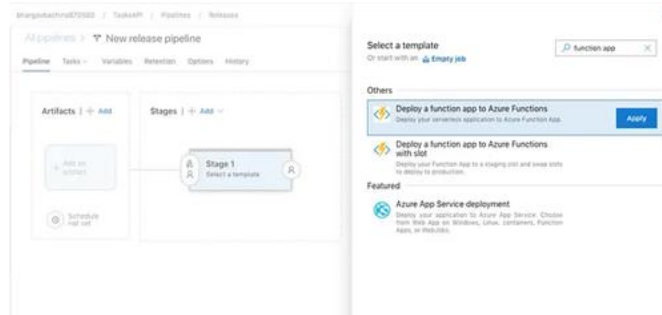 bhargavbachina870583 / TasksAPI / Pipelines / Releases
All pipelines > New release pipeline
Pipeline Tasks Variables Retention Options History
Artifacts | + Add
Stages | + Add
+ Add an
artifact
Stage 1
Select a template
Schedule
not set
Select a template
Or start with an Empty job
function app
Others
Deploy a function app to Azure Functions
Deploy your serverless application to Azure Function App.
Apply
Deploy a function app to Azure Functions
with slot
Deploy your Function App to a staging slot and swap slots
to deploy to production.
Featured
Azure App Service deployment
Deploy your application to Azure App Service. Choose
from Web App on Windows, Linux, containers, Function
Apps, or WebJobs.